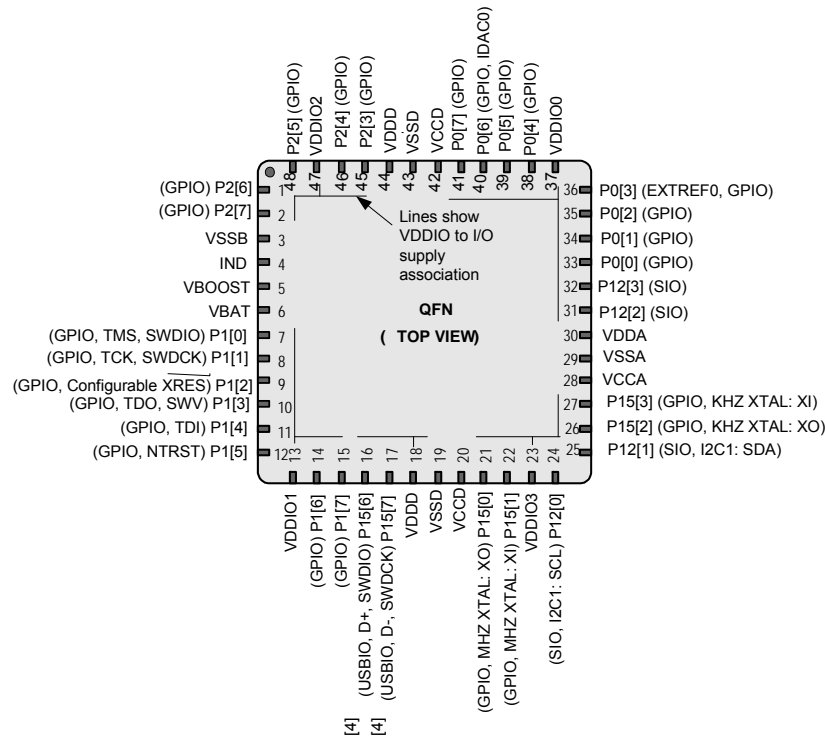 P2[5] (GPIO)
VDDIO2
P2[4] (GPIO)
P2[3] (GPIO)
VDDD
VSSD
VCCD
P0[7] (GPIO)
P0[6] (GPIO, IDAC0)
P0[5] (GPIO)
P0[4] (GPIO)
VDDIO0
48
47
46
45
44
43
42
41
40
39
38
37
(GPIO) P2[6] 1
(GPIO) P2[7] 2
VSSB 3
IND 4
VBOOST 5
VBAT 6
(GPIO, TMS, SWDIO) P1[0] 7
(GPIO, TCK, SWDCK) P1[1] 8
(GPIO, Configurable XRES) P1[2] 9
(GPIO, TDO, SWV) P1[3] 10
(GPIO, TDI) P1[4] 11
(GPIO, NTRST) P1[5] 12
Lines show
VDDIO to I/O
supply
association
QFN
( TOP VIEW)
36 P0[3] (EXTREF0, GPIO)
35 P0[2] (GPIO)
34 P0[1] (GPIO)
33 P0[0] (GPIO)
32 P12[3] (SIO)
31 P12[2] (SIO)
30 VDDA
29 VSSA
28 VCCA
27 P15[3] (GPIO, KHZ XTAL: XI)
26 P15[2] (GPIO, KHZ XTAL: XO)
25 P12[1] (SIO, I2C1: SDA)
13
14
15
16
17
18
19
20
21
22
23
24
VDDIO1
(GPIO) P1[6]
(GPIO) P1[7]
(USBIO, D+, SWDIO) P15[6]
(USBIO, D-, SWDCK) P15[7]
VDDD
VSSD
VCCD
(GPIO, MHZ XTAL: XO) P15[0]
(GPIO, MHZ XTAL: XI) P15[1]
VDDIO3
(SIO, I2C1: SCL) P12[0]
[4]
[4]